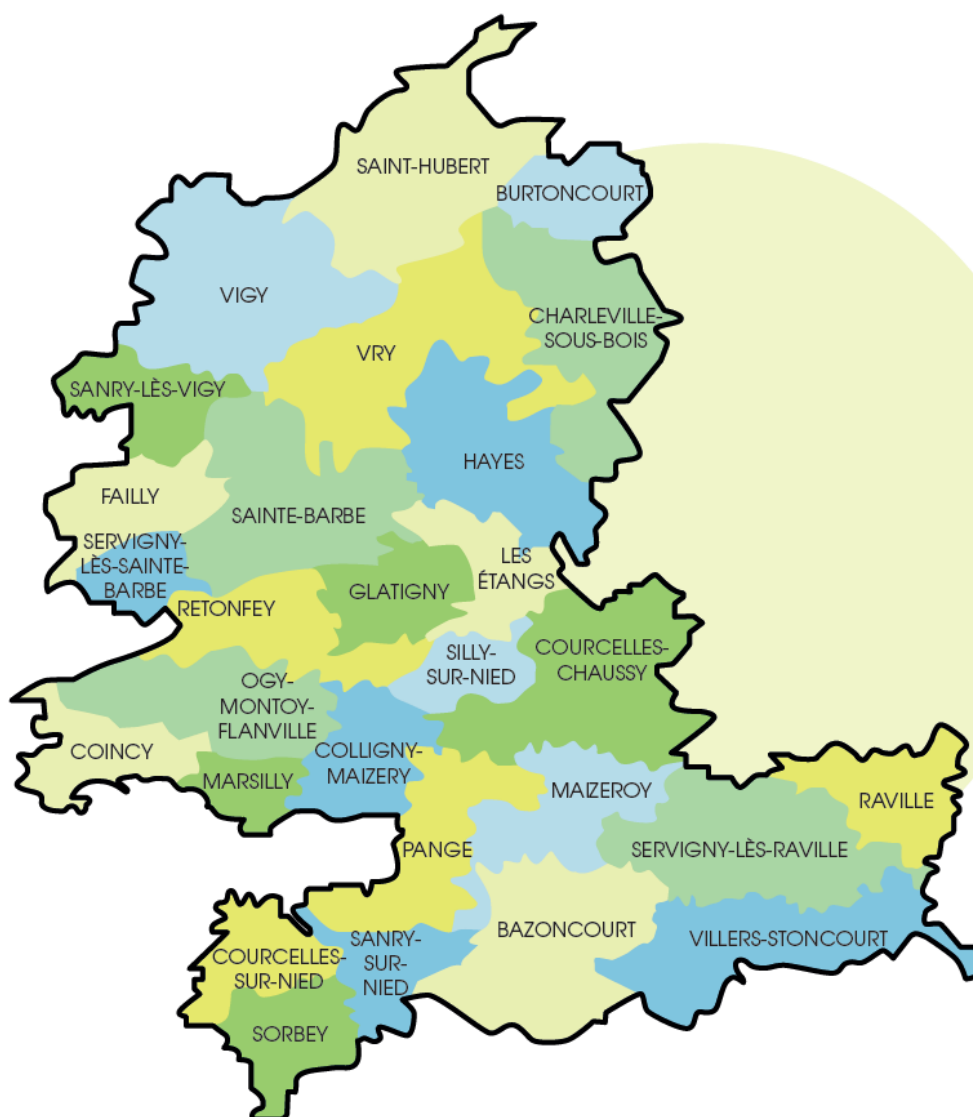 SAINT-HUBERT
BURTONCOURT
VIGY
CHARLEVILLE-
SOUS-BOIS
VRY
SANRY-LÈS-VIGY
HAYES
FAILLY
SAINTE-BARBE
SERVIGNY-
LÈS-SAINTE-
BARBE
LES
ÉTANGS
GLATIGNY
RETONFEY
COURCELLES-
CHAUSSY
SILLY-
SUR-NIED
OGY-
MONTOY-
FLANVILLE
COINCY
COLLIGNY-
MAIZERY
MARSILLY
MAIZEROY
RAVILLE
PANGE
SERVIGNY-LÈS-RAVILLE
BAZONCOURT
VILLERS-STONCOURT
SANRY-
SUR-
NIED
COURCELLES-
SUR-NIED
SORBEY